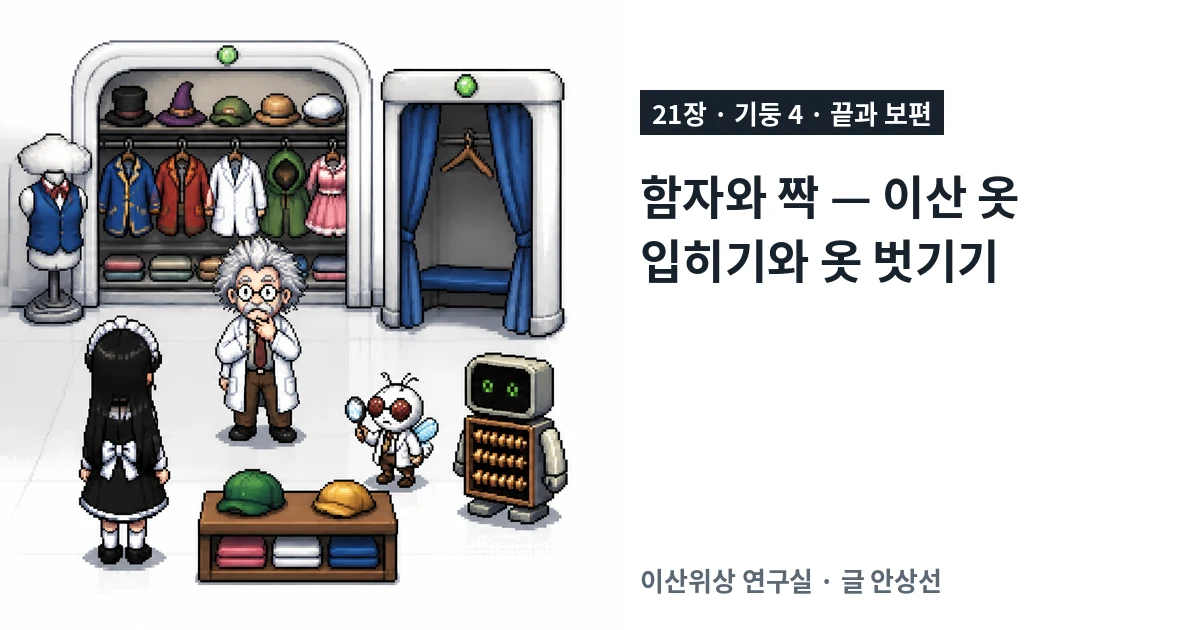 21장 · 기둥 4 · 끝과 보편
함자와 짝 — 이산 옷
입히기와 옷 벗기기
이산위상 연구실 · 글 안상선